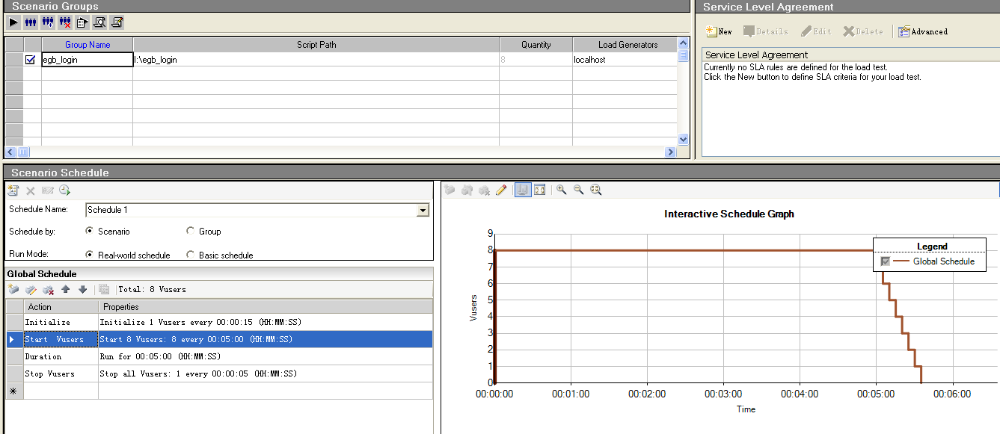 Scenario Groups
Group Name Script Path Quantity Load Generators
egb_login I:\egb_login 8 localhost
Service Level Agreement
New Details Edit Delete Advanced
Service Level Agreement
Currently no SLA rules are defined for the load test.
Click the New button to define SLA criteria for your load test.
Scenario Schedule
Schedule Name: Schedule 1
Schedule by: Scenario Group
Run Mode: Real-world schedule Basic schedule
Global Schedule
Total: 8 Vusers
Action Properties
Initialize Initialize 1 Vusers every 00:00:15 (HH:MM:SS)
Start Vusers Start 8 Vusers: 8 every 00:05:00 (HH:MM:SS)
Duration Run for 00:05:00 (HH:MM:SS)
Stop Vusers Stop all Vusers: 1 every 00:00:05 (HH:MM:SS)
Interactive Schedule Graph
Vusers
9
8
7
6
5
4
3
2
1
0
Legend
Global Schedule
00:00:00 00:01:00 00:02:00 00:03:00 00:04:00 00:05:00 00:06:00
Time